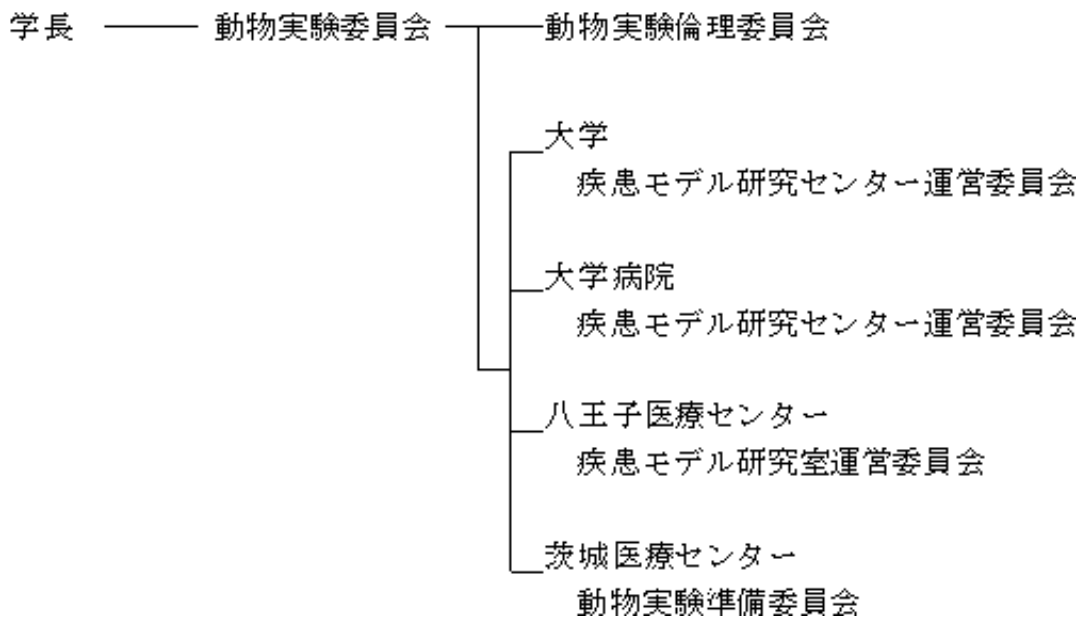 学長 動物実験委員会 動物実験倫理委員会
大学
疾患モデル研究センター運営委員会
大学病院
疾患モデル研究センター運営委員会
八王子医療センター
疾患モデル研究室運営委員会
茨城医療センター
動物実験準備委員会